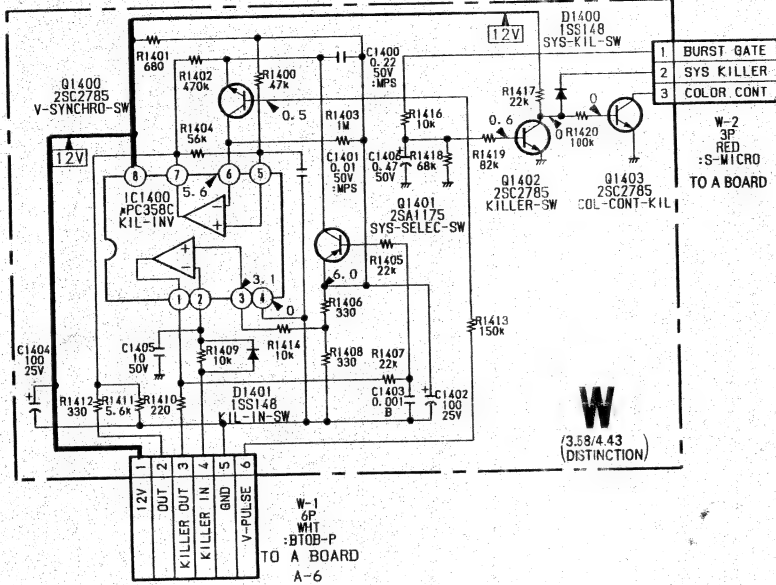 D1400
1SS148
SYS-KIL-SW
12V
R1401
680
R1402
470k
R1400
47k
C1400
0.22
50V
:MPS
1 BURST GATE
2 SYS KILLER
3 COLOR CONT
W-2
3P
RED
:S-MICRO
TO A BOARD
Q1400
2SC2785
V-SYNCHRO-SW
12V
0.5
R1404
56k
R1403
1M
C1401
0.01
50V
:MPS
R1416
10k
R1417
22k
0.6
0
0
R1420
100k
R1418
68k
R1419
82k
0.47
50V
Q1402
2SC2785
KILLER-SW
Q1403
2SC2785
COL-CONT-KIL
8
7
6
5
5.6
IC1400
μPC358C
KIL-INV
Q1401
2SA1175
SYS-SELEC-SW
R1405
22k
6.0
3.1
0
1
2
3
4
R1406
330
R1413
150k
C1404
100
25V
C1405
10
50V
R1409
10k
R1414
10k
R1408
330
R1407
22k
R1412
330
R1411
5.6k
R1410
220
D1401
1SS148
KIL-IN-SW
C1403
0.001
B
C1402
100
25V
W
(3.58/4.43
DISTINCTION)
1 12V
2 OUT
3 KILLER OUT
4 KILLER IN
5 GND
6 V-PULSE
W-1
6P
WHT
:BTOB-P
TO A BOARD
A-6